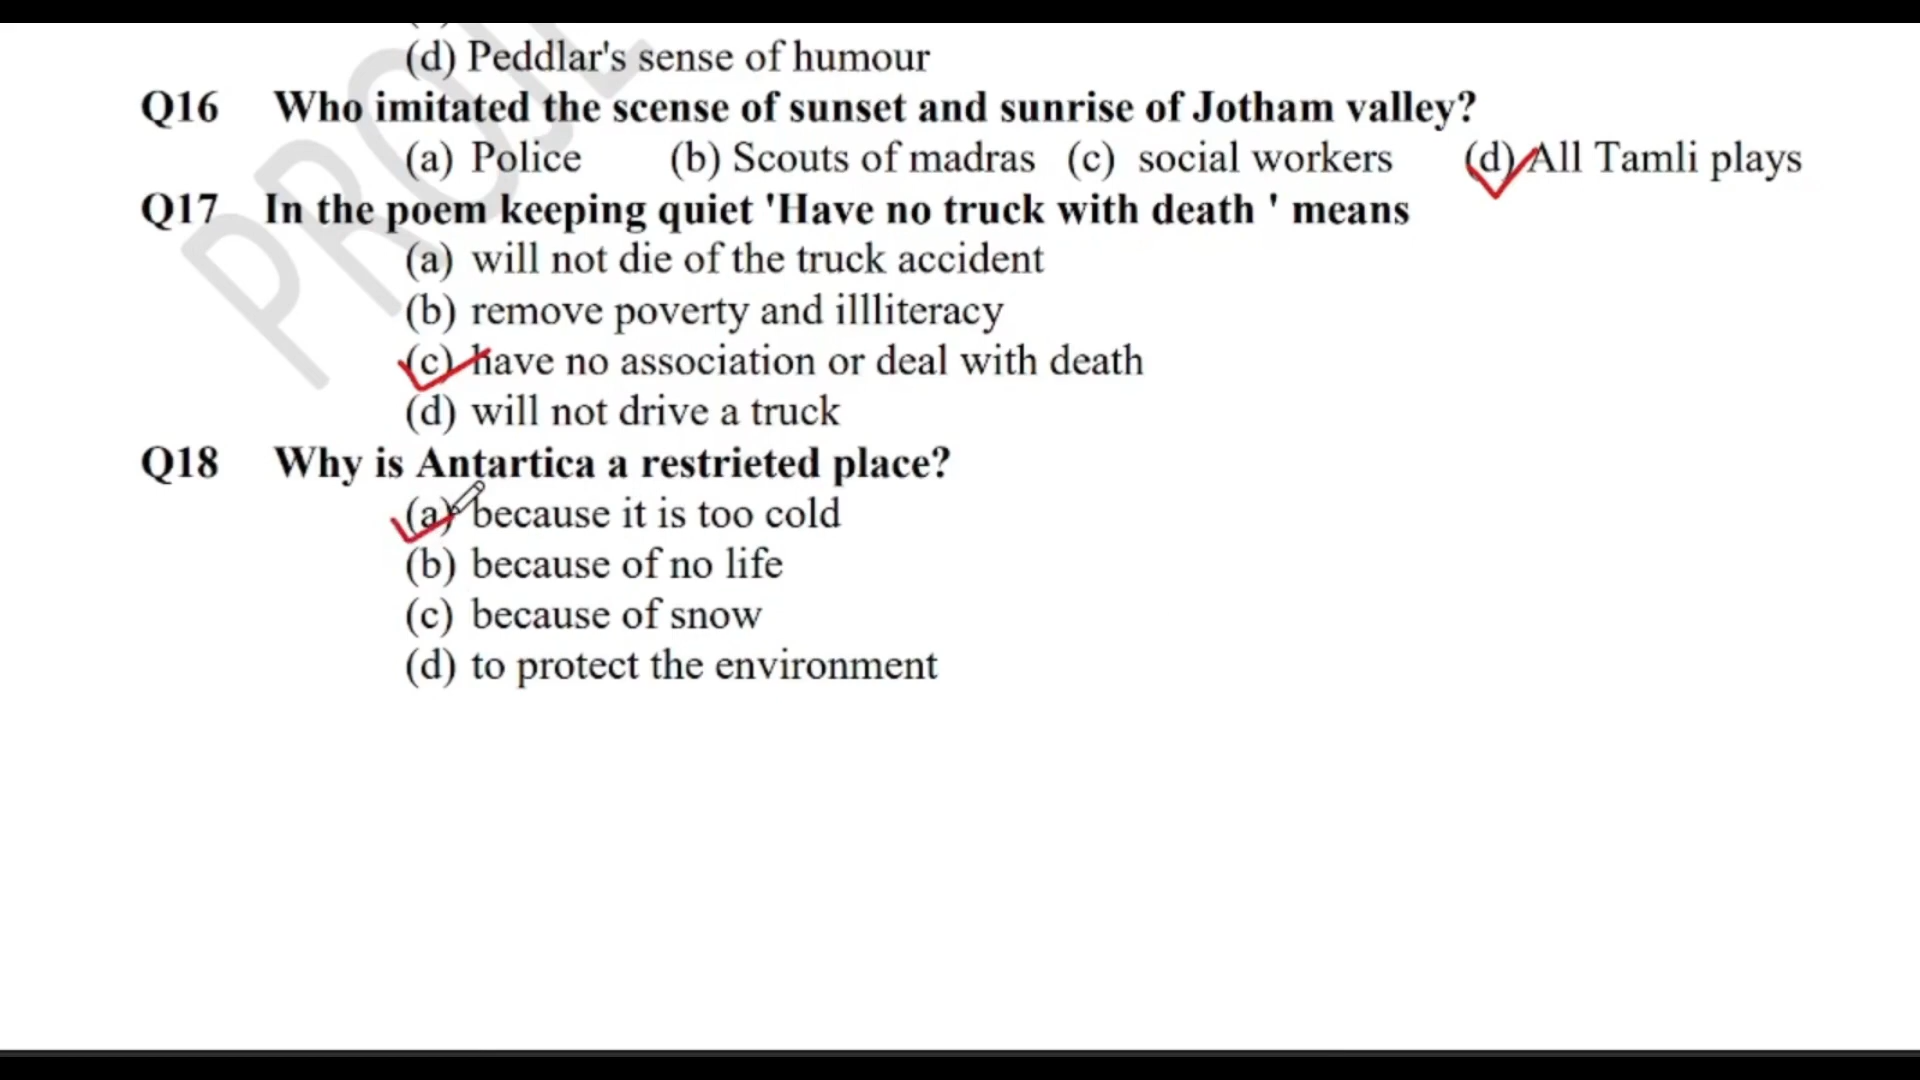 (d) Peddlar's sense of humour
Q16 Who imitated the scense of sunset and sunrise of Jotham valley?
(a) Police (b) Scouts of madras (c) social workers (d) All Tamli plays
Q17 In the poem keeping quiet 'Have no truck with death ' means
(a) will not die of the truck accident
(b) remove poverty and illliteracy
(c) have no association or deal with death
(d) will not drive a truck
Q18 Why is Antartica a restrieted place?
(a) because it is too cold
(b) because of no life
(c) because of snow
(d) to protect the environment